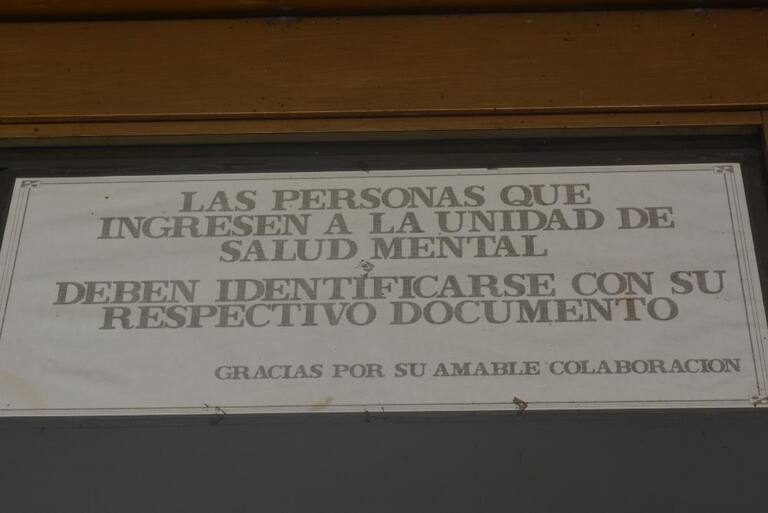 LAS PERSONAS QUE
INGRESEN A LA UNIDAD DE
SALUD MENTAL
DEBEN IDENTIFICARSE CON SU
RESPECTIVO DOCUMENTO
GRACIAS POR SU AMABLE COLABORACION